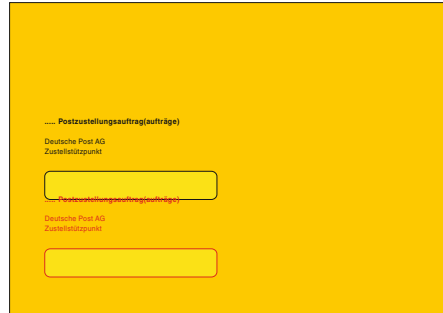 ..... Postzustellungsauftrag(aufträge)
Deutsche Post AG
Zustellstützpunkt
..... Postzustellungsauftrag(aufträge)
Deutsche Post AG
Zustellstützpunkt